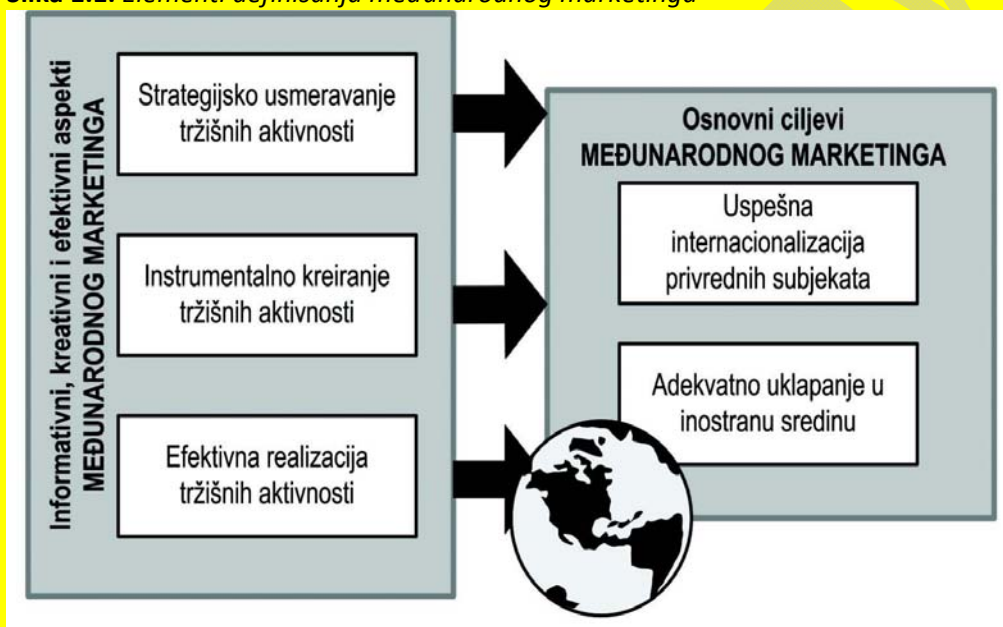 Slika 1.2. Elementi definisanja međunarodnog marketinga
Informativni, kreativni i efektivni aspekti
MEĐUNARODNOG MARKETINGA
Strategijsko usmeravanje
tržišnih aktivnosti
Instrumentalno kreiranje
tržišnih aktivnosti
Efektivna realizacija
tržišnih aktivnosti
Osnovni ciljevi
MEĐUNARODNOG MARKETINGA
Uspešna
internacionalizacija
privrednih subjekata
Adekvatno uklapanje u
inostranu sredinu